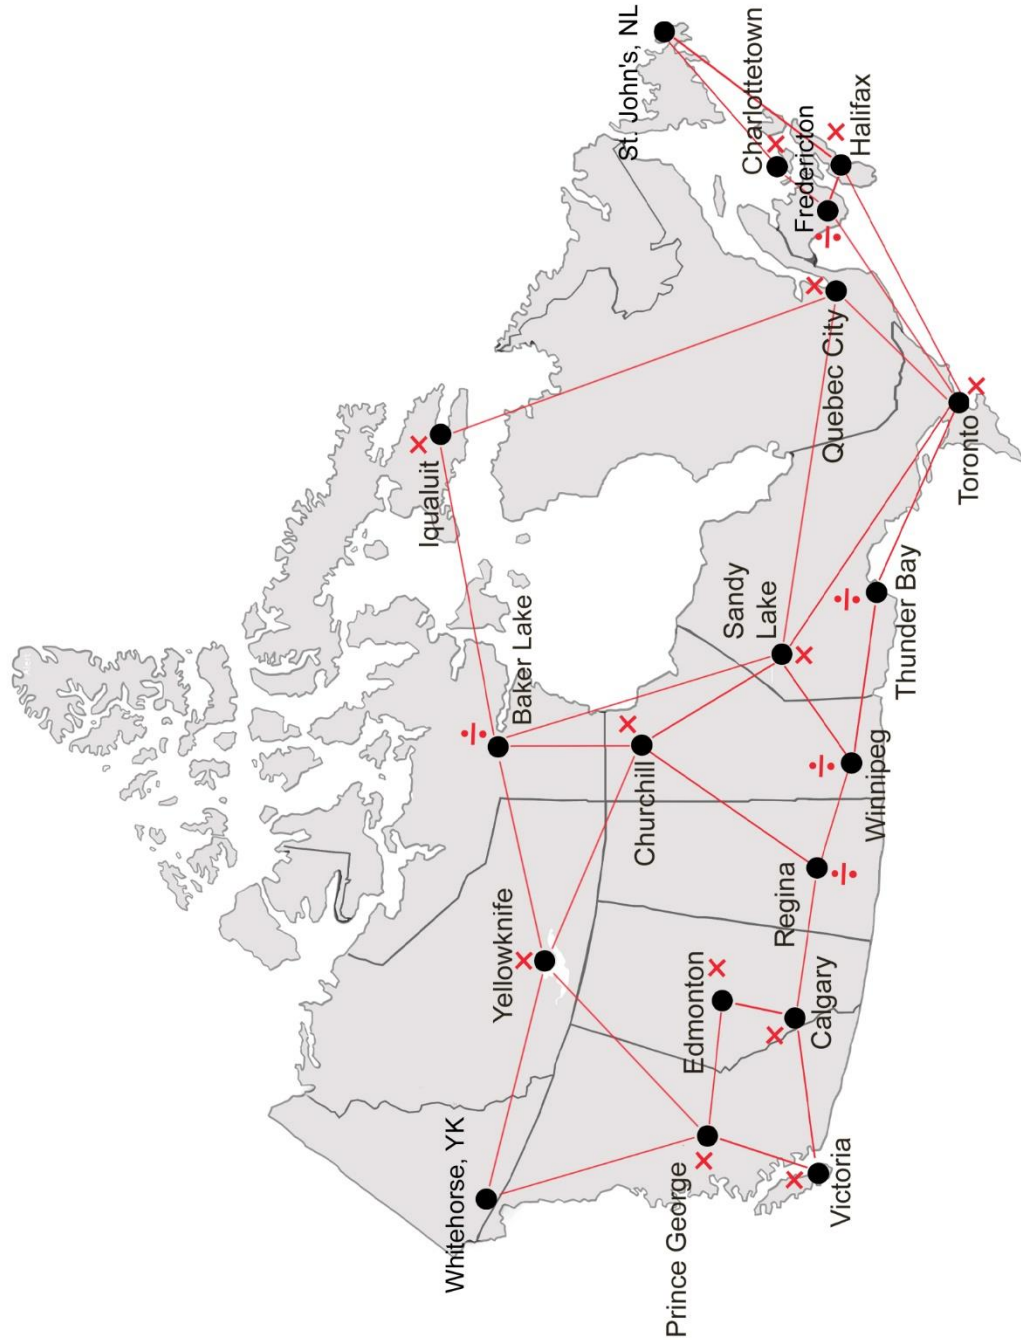 St. John's, NL
Charlottetown
Fredericton
Halifax
÷
Quebec City
Iqualuit
Toronto
Baker Lake
Sandy
Lake
Thunder Bay
Churchill
Winnipeg
Regina
Yellowknife
Edmonton
Calgary
Whitehorse, YK
Prince George
Victoria